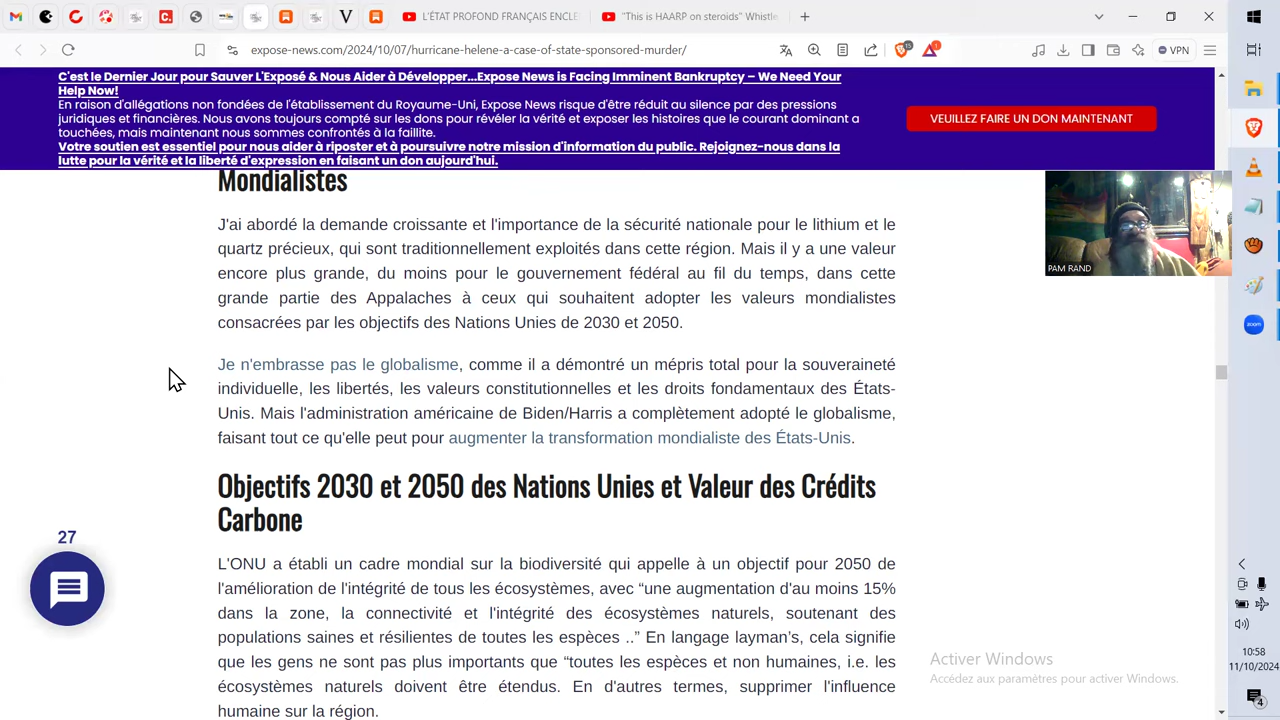 L'ÉTAT PROFOND FRANÇAIS ENCLE
"This is HAARP on steroids" Whistle
expose-news.com/2024/10/07/hurricane-helene-a-case-of-state-sponsored-murder/
VPN
C'est le Dernier Jour pour Sauver L'Exposé & Nous Aider à Développer...Expose News is Facing Imminent Bankruptcy – We Need Your
Help Now!
En raison d'allégations non fondées de l'établissement du Royaume-Uni, Expose News risque d'être réduit au silence par des pressions
juridiques et financières. Nous avons toujours compté sur les dons pour révéler la vérité et exposer les histoires que le courant dominant a
touchées, mais maintenant nous sommes confrontés à la faillite.
Votre soutien est essentiel pour nous aider à riposter et à poursuivre notre mission d'information du public. Rejoignez-nous dans la
lutte pour la vérité et la liberté d'expression en faisant un don aujourd'hui.
VEUILLEZ FAIRE UN DON MAINTENANT
Mondialistes
PAM RAND
J'ai abordé la demande croissante et l'importance de la sécurité nationale pour le lithium et le
quartz précieux, qui sont traditionnellement exploités dans cette région. Mais il y a une valeur
encore plus grande, du moins pour le gouvernement fédéral au fil du temps, dans cette
grande partie des Appalaches à ceux qui souhaitent adopter les valeurs mondialistes
consacrées par les objectifs des Nations Unies de 2030 et 2050.
Je n'embrasse pas le globalisme, comme il a démontré un mépris total pour la souveraineté
individuelle, les libertés, les valeurs constitutionnelles et les droits fondamentaux des États-
Unis. Mais l'administration américaine de Biden/Harris a complètement adopté le globalisme,
faisant tout ce qu'elle peut pour augmenter la transformation mondialiste des États-Unis.
Objectifs 2030 et 2050 des Nations Unies et Valeur des Crédits
Carbone
27
L'ONU a établi un cadre mondial sur la biodiversité qui appelle à un objectif pour 2050 de
l'amélioration de l'intégrité de tous les écosystèmes, avec “une augmentation d'au moins 15%
dans la zone, la connectivité et l'intégrité des écosystèmes naturels, soutenant des
populations saines et résilientes de toutes les espèces ..” En langage layman’s, cela signifie
que les gens ne sont pas plus importants que “toutes les espèces et non humaines, i.e. les
écosystèmes naturels doivent être étendus. En d'autres termes, supprimer l'influence
humaine sur la région.
Activer Windows
Accédez aux paramètres pour activer Windows.
zoom
10:58
11/10/2024
4